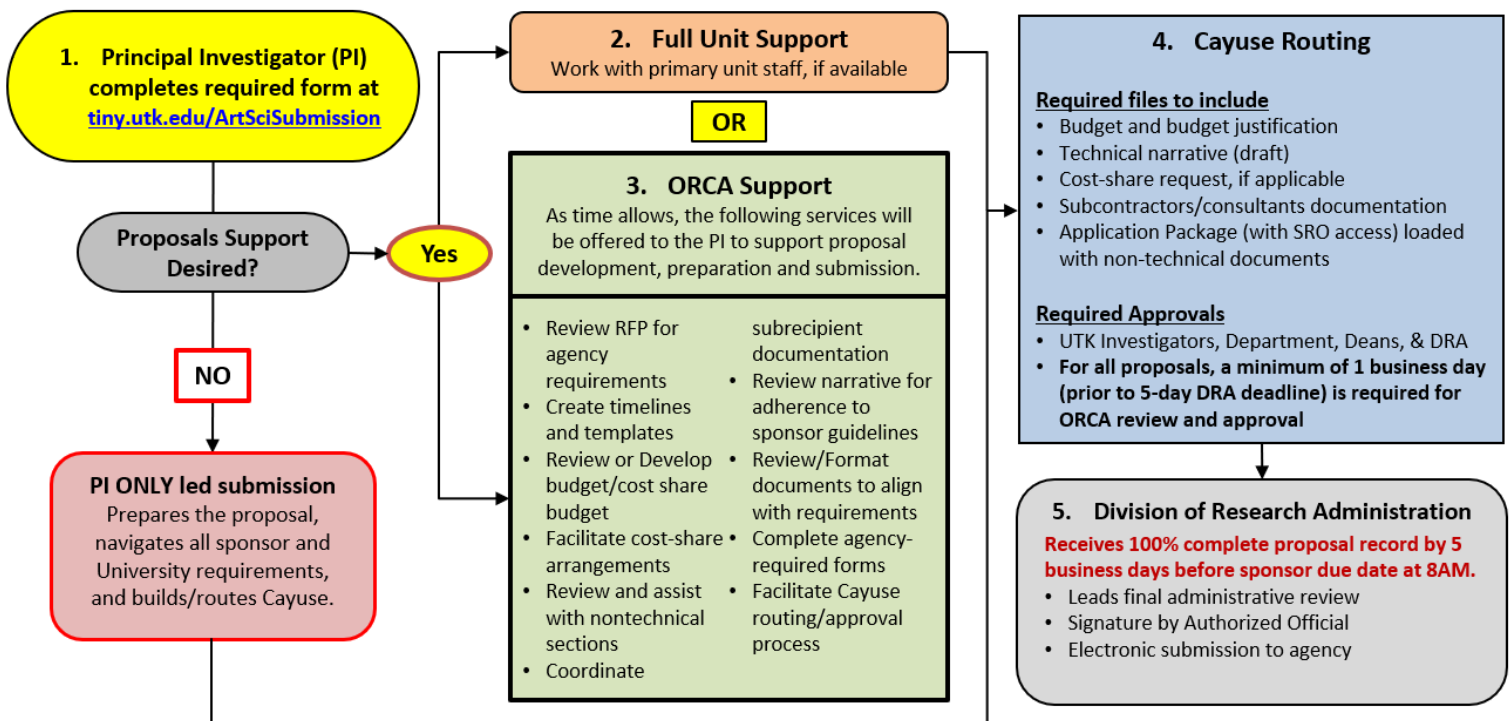 1. Principal Investigator (PI)
completes required form at
tiny.utk.edu/ArtSciSubmission
Proposals Support
Desired?
Yes
NO
PI ONLY led submission
Prepares the proposal,
navigates all sponsor and
University requirements,
and builds/routes Cayuse.
2. Full Unit Support
Work with primary unit staff, if available
OR
3. ORCA Support
As time allows, the following services will
be offered to the PI to support proposal
development, preparation and submission.
• Review RFP for
agency
requirements
• Create timelines
and templates
• Review or Develop
budget/cost share
budget
• Facilitate cost-share
arrangements
• Review and assist
with nontechnical
sections
• Coordinate
subrecipient
documentation
• Review narrative for
adherence to
sponsor guidelines
• Review/Format
documents to align
with requirements
• Complete agency-
required forms
• Facilitate Cayuse
routing/approval
process
4. Cayuse Routing
Required files to include
• Budget and budget justification
• Technical narrative (draft)
• Cost-share request, if applicable
• Subcontractors/consultants documentation
• Application Package (with SRO access) loaded
with non-technical documents
Required Approvals
• UTK Investigators, Department, Deans, & DRA
• For all proposals, a minimum of 1 business day
(prior to 5-day DRA deadline) is required for
ORCA review and approval
5. Division of Research Administration
Receives 100% complete proposal record by 5
business days before sponsor due date at 8AM.
• Leads final administrative review
• Signature by Authorized Official
• Electronic submission to agency